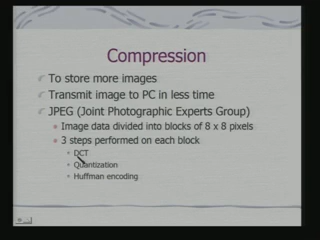 Compression
To store more images
Transmit image to PC in less time
JPEG (Joint Photographic Experts Group)
Image data divided into blocks of 8 x 8 pixels
3 steps performed on each block
DCT
Quantization
Huffman encoding